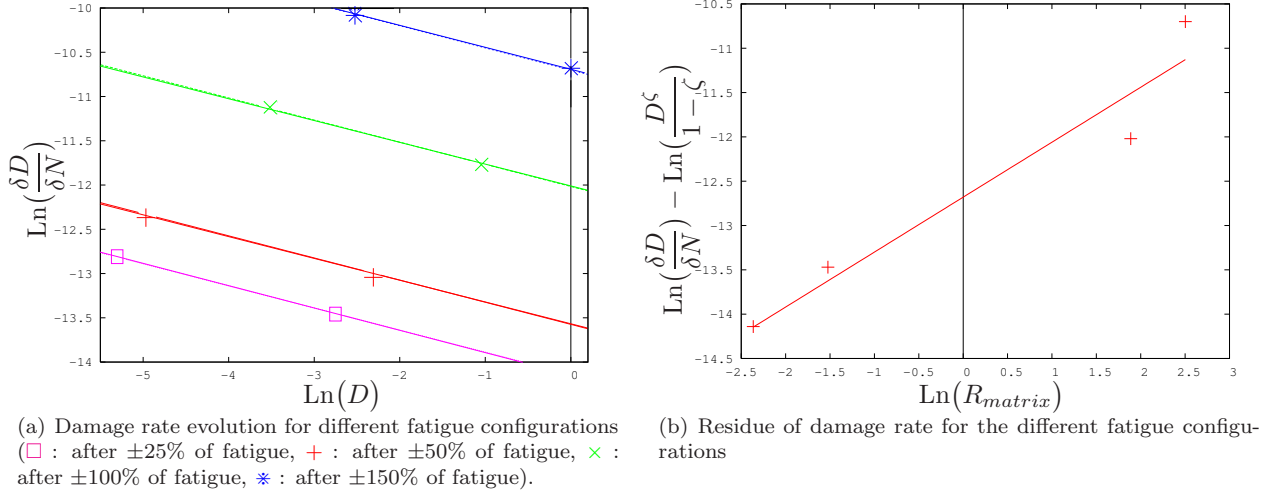 -10
-10.5
-11
-11.5
-12
-12.5
-13
-13.5
-14
Ln(δD/δN)
-5 -4 -3 -2 -1 0
Ln(D)
(a) Damage rate evolution for different fatigue configurations
(□ : after ±25% of fatigue, + : after ±50% of fatigue, × :
after ±100% of fatigue, ✳ : after ±150% of fatigue).
-10.5
-11
-11.5
-12
-12.5
-13
-13.5
-14
-14.5
Ln(δD/δN) − Ln(D^ζ/1 − ζ)
-2.5 -2 -1.5 -1 -0.5 0 0.5 1 1.5 2 2.5 3
Ln(R_matrix)
(b) Residue of damage rate for the different fatigue configu-
rations